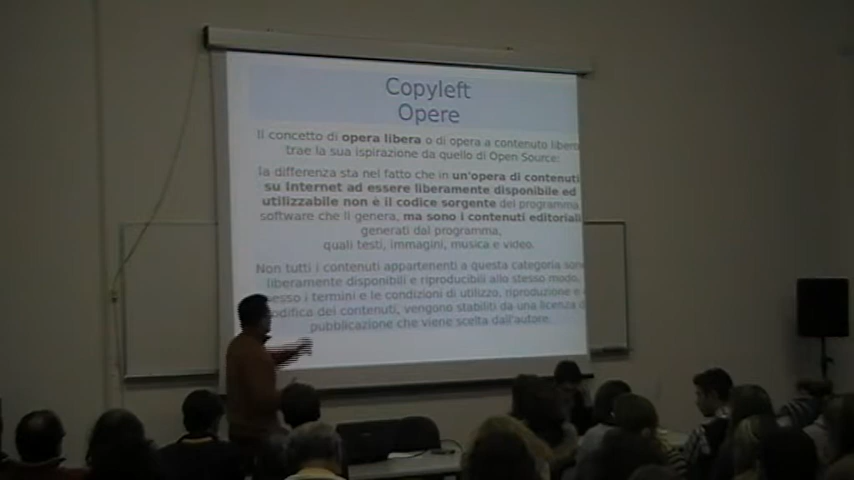 Copyleft
Opere
Il concetto di opera libera o di opera a contenuto libero
trae la sua ispirazione da quello di Open Source:
la differenza sta nel fatto che in un'opera di contenuti
su Internet ad essere liberamente disponibile ed
utilizzabile non è il codice sorgente del programma
software che li genera, ma sono i contenuti editoriali
generati dal programma,
quali testi, immagini, musica e video.
Non tutti i contenuti appartenenti a questa categoria sono
liberamente disponibili e riproducibili allo stesso modo,
i termini e le condizioni di utilizzo, riproduzione e
dei contenuti, vengono stabiliti da una licenza
pubblicazione che viene scelta dall'autore.